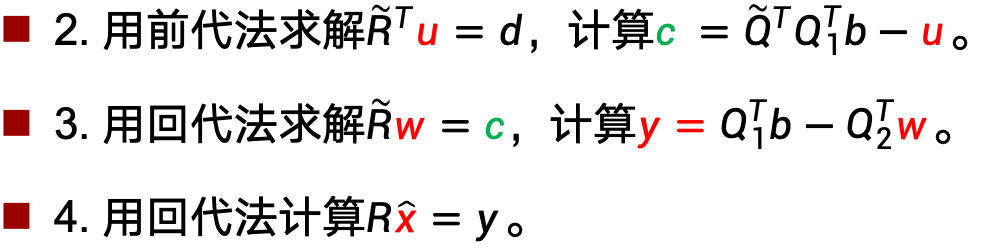 ■ 2. 用前代法求解R̃ᵀu = d，计算c = Q̃ᵀQ₁ᵀb − u。
■ 3. 用回代法求解R̃w = c，计算y = Q₁ᵀb − Q₂ᵀw。
■ 4. 用回代法计算Rx̂ = y。